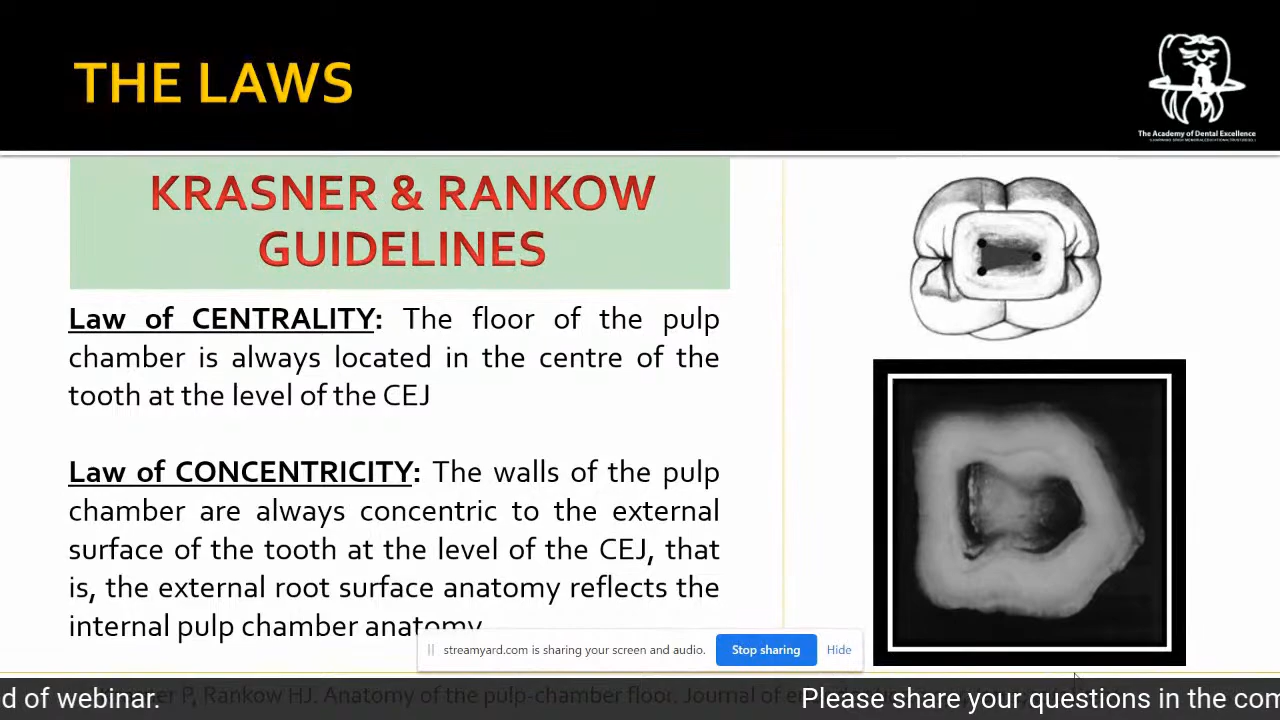 THE LAWS
The Academy of Dental Excellence
KRASNER & RANKOW
GUIDELINES
Law of CENTRALITY: The floor of the pulp
chamber is always located in the centre of the
tooth at the level of the CEJ
Law of CONCENTRICITY: The walls of the pulp
chamber are always concentric to the external
surface of the tooth at the level of the CEJ, that
is, the external root surface anatomy reflects the
internal pulp chamber anatomy
streamyard.com is sharing your screen and audio. Stop sharing Hide
P, Rankow HJ. Anatomy of the pulp-chamber floor. Journal of
d of webinar. Please share your questions in the com